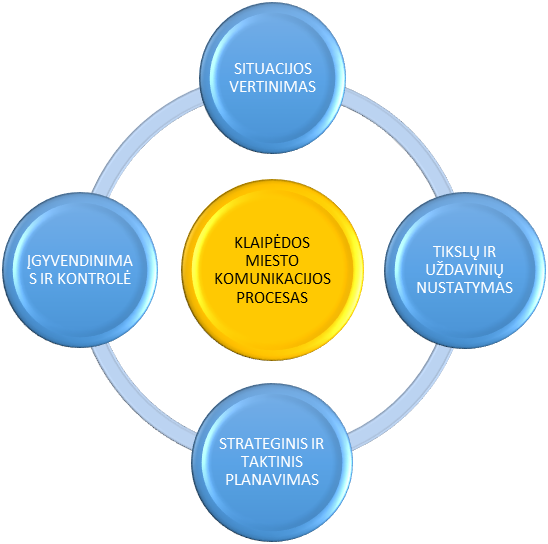 SITUACIJOS
VERTINIMAS
TIKSLŲ IR
UŽDAVINIŲ
NUSTATYMAS
STRATEGINIS IR
TAKTINIS
PLANAVIMAS
ĮGYVENDINIMA
S IR KONTROLĖ
KLAIPĖDOS
MIESTO
KOMUNIKACIJOS
PROCESAS